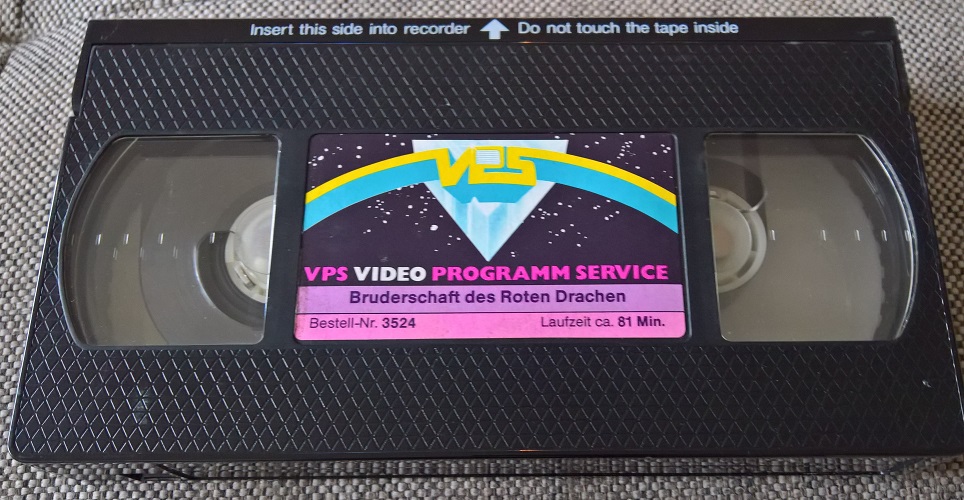 Insert this side into recorder Do not touch the tape inside
VPS
VPS VIDEO PROGRAMM SERVICE
Bruderschaft des Roten Drachen
Bestell-Nr. 3524 Laufzeit ca. 81 Min.